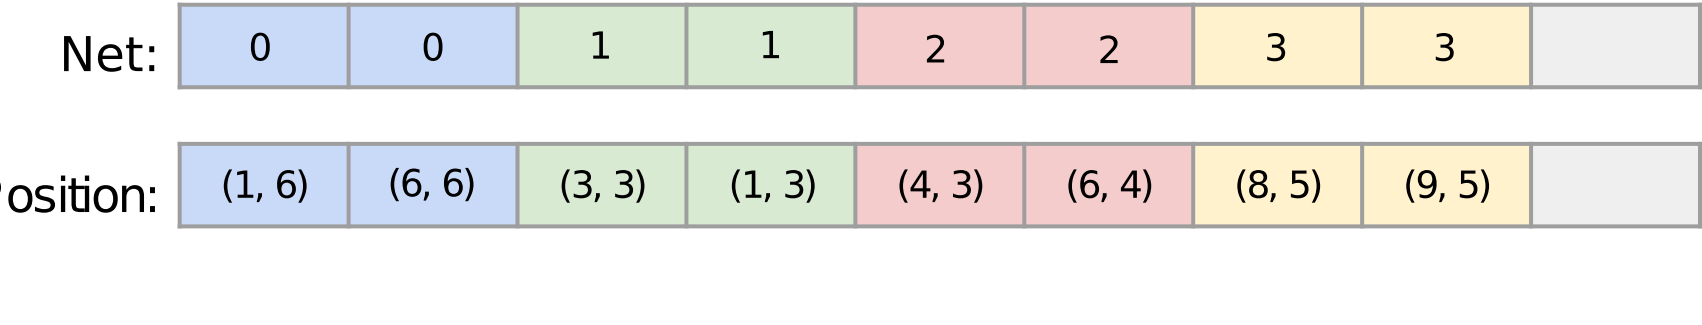 Net: 0 0 1 1 2 2 3 3
osition: (1, 6) (6, 6) (3, 3) (1, 3) (4, 3) (6, 4) (8, 5) (9, 5)